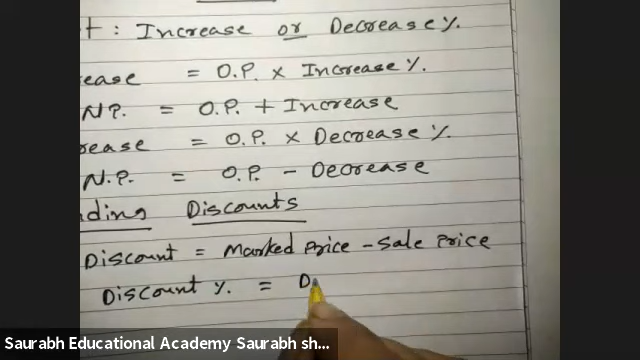 t : Increase or Decrease %.
ease = O.P. × Increase %.
N.P. = O.P. + Increase
rease = O.P. × Decrease %.
N.P. = O.P. - Decrease
nding Discounts
Discount = Marked Price - Sale Price
Discount %. = D
Saurabh Educational Academy Saurabh sh...